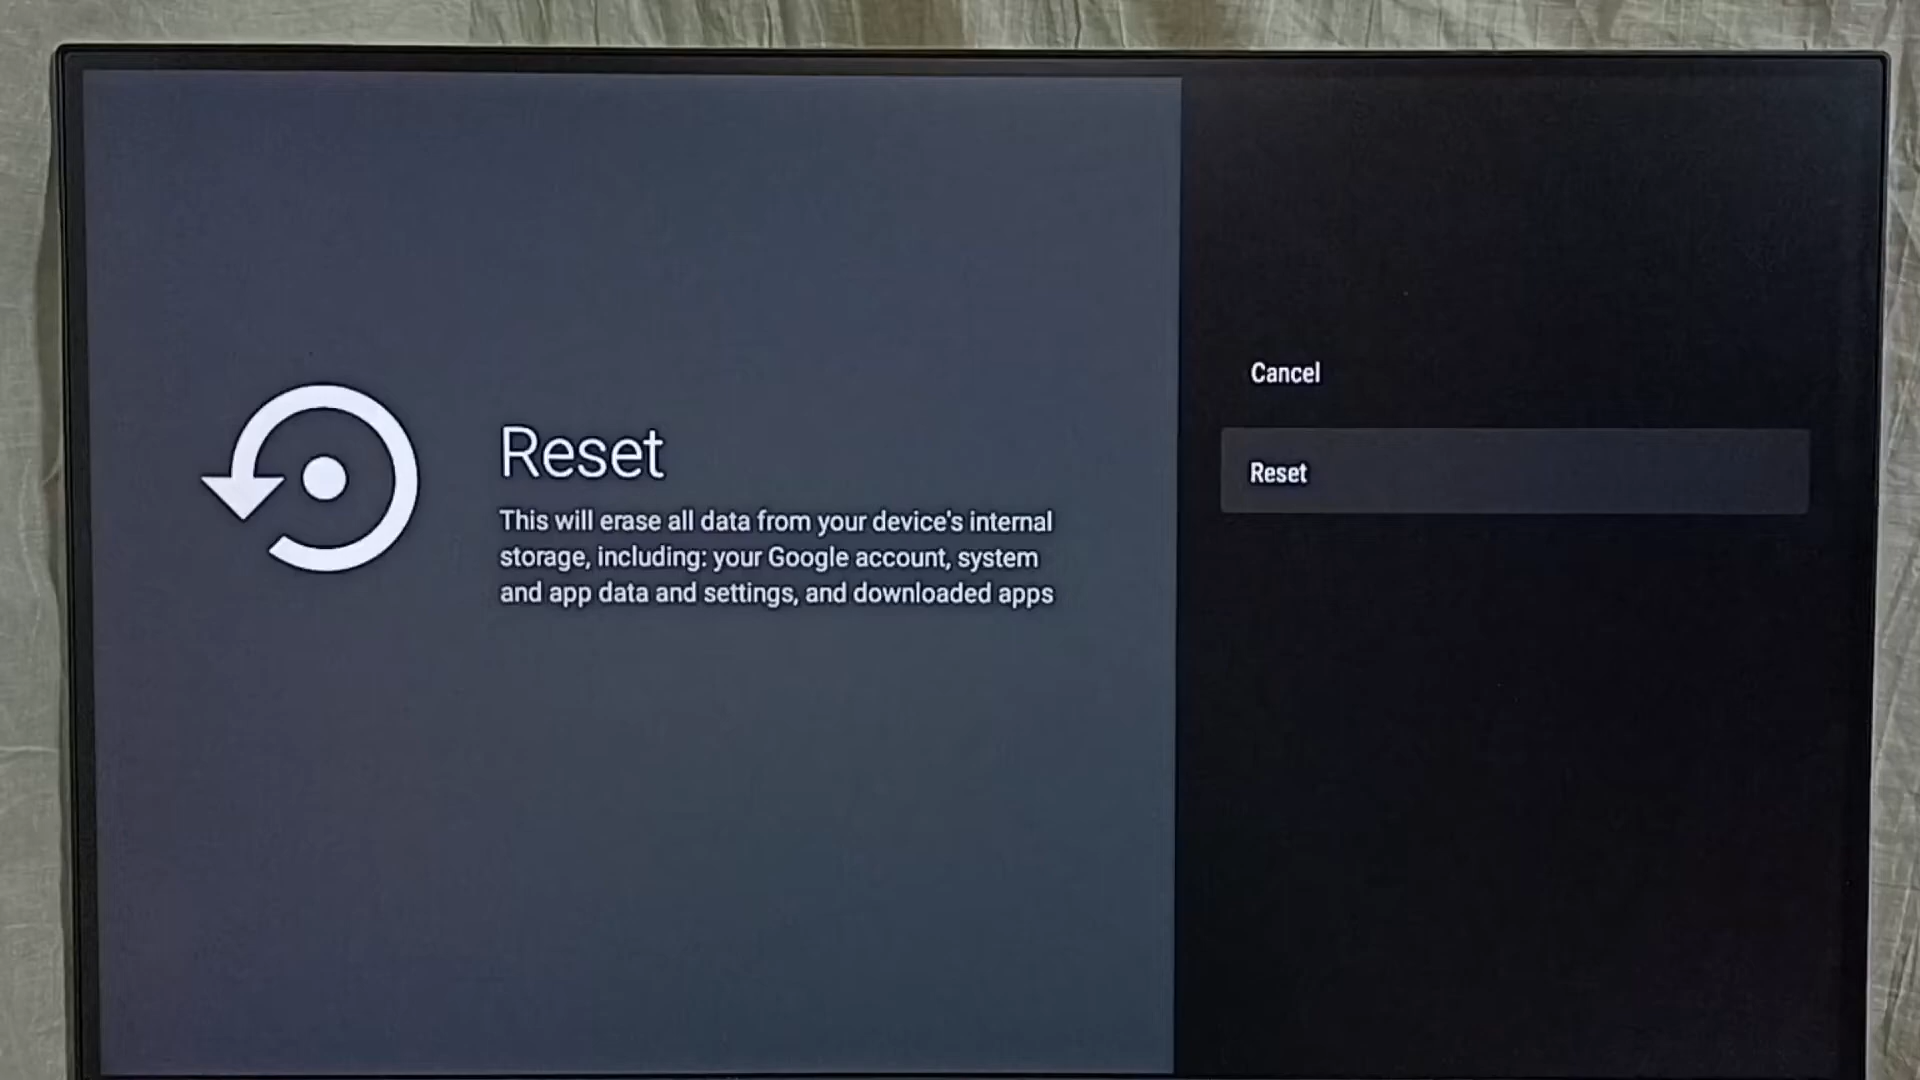 Reset
This will erase all data from your device's internal
storage, including: your Google account, system
and app data and settings, and downloaded apps
Cancel
Reset